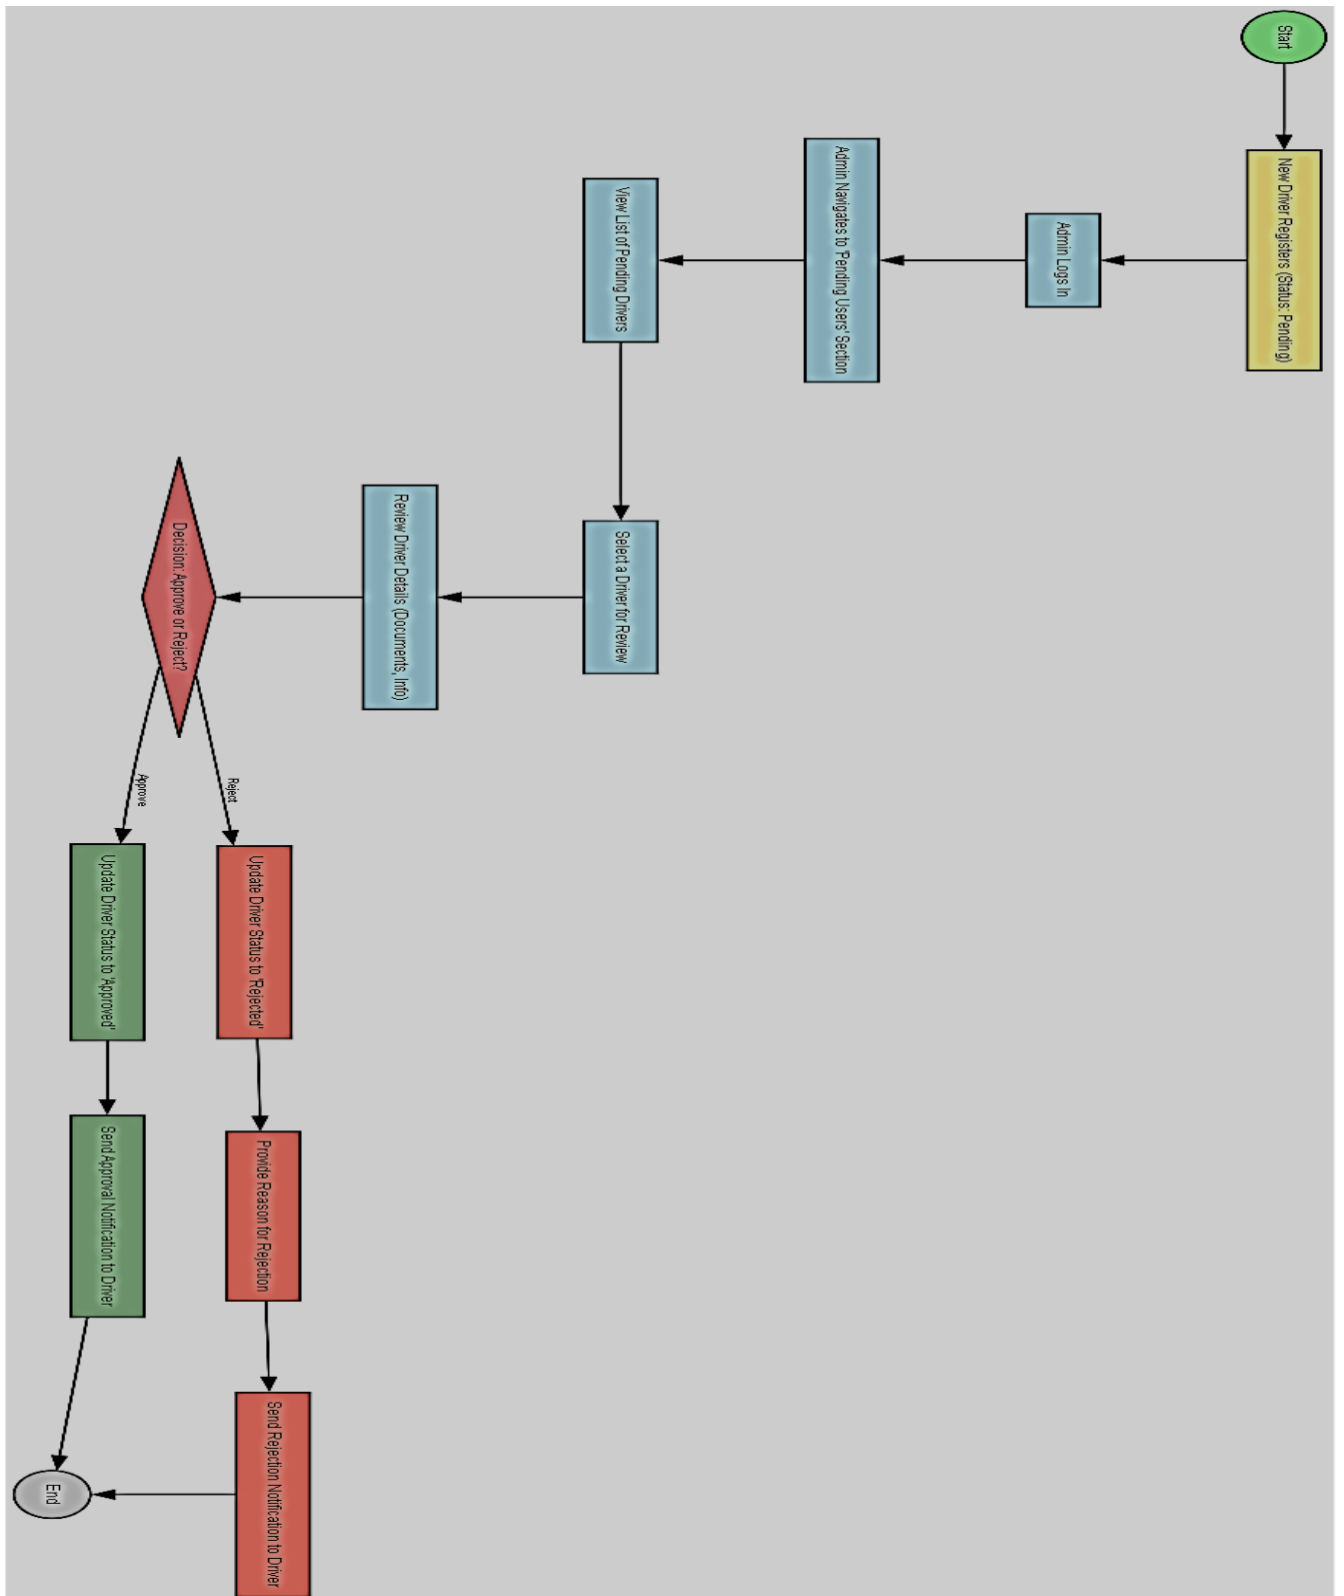 Start
New Driver Registers (Status: Pending)
Admin Logs In
Admin Navigates to 'Pending Users' Section
View List of Pending Drivers
Select a Driver for Review
Review Driver Details (Documents, Info)
Decision: Approve or Reject?
Reject
Approve
Update Driver Status to 'Rejected'
Update Driver Status to 'Approved'
Provide Reason for Rejection
Send Approval Notification to Driver
Send Rejection Notification to Driver
End